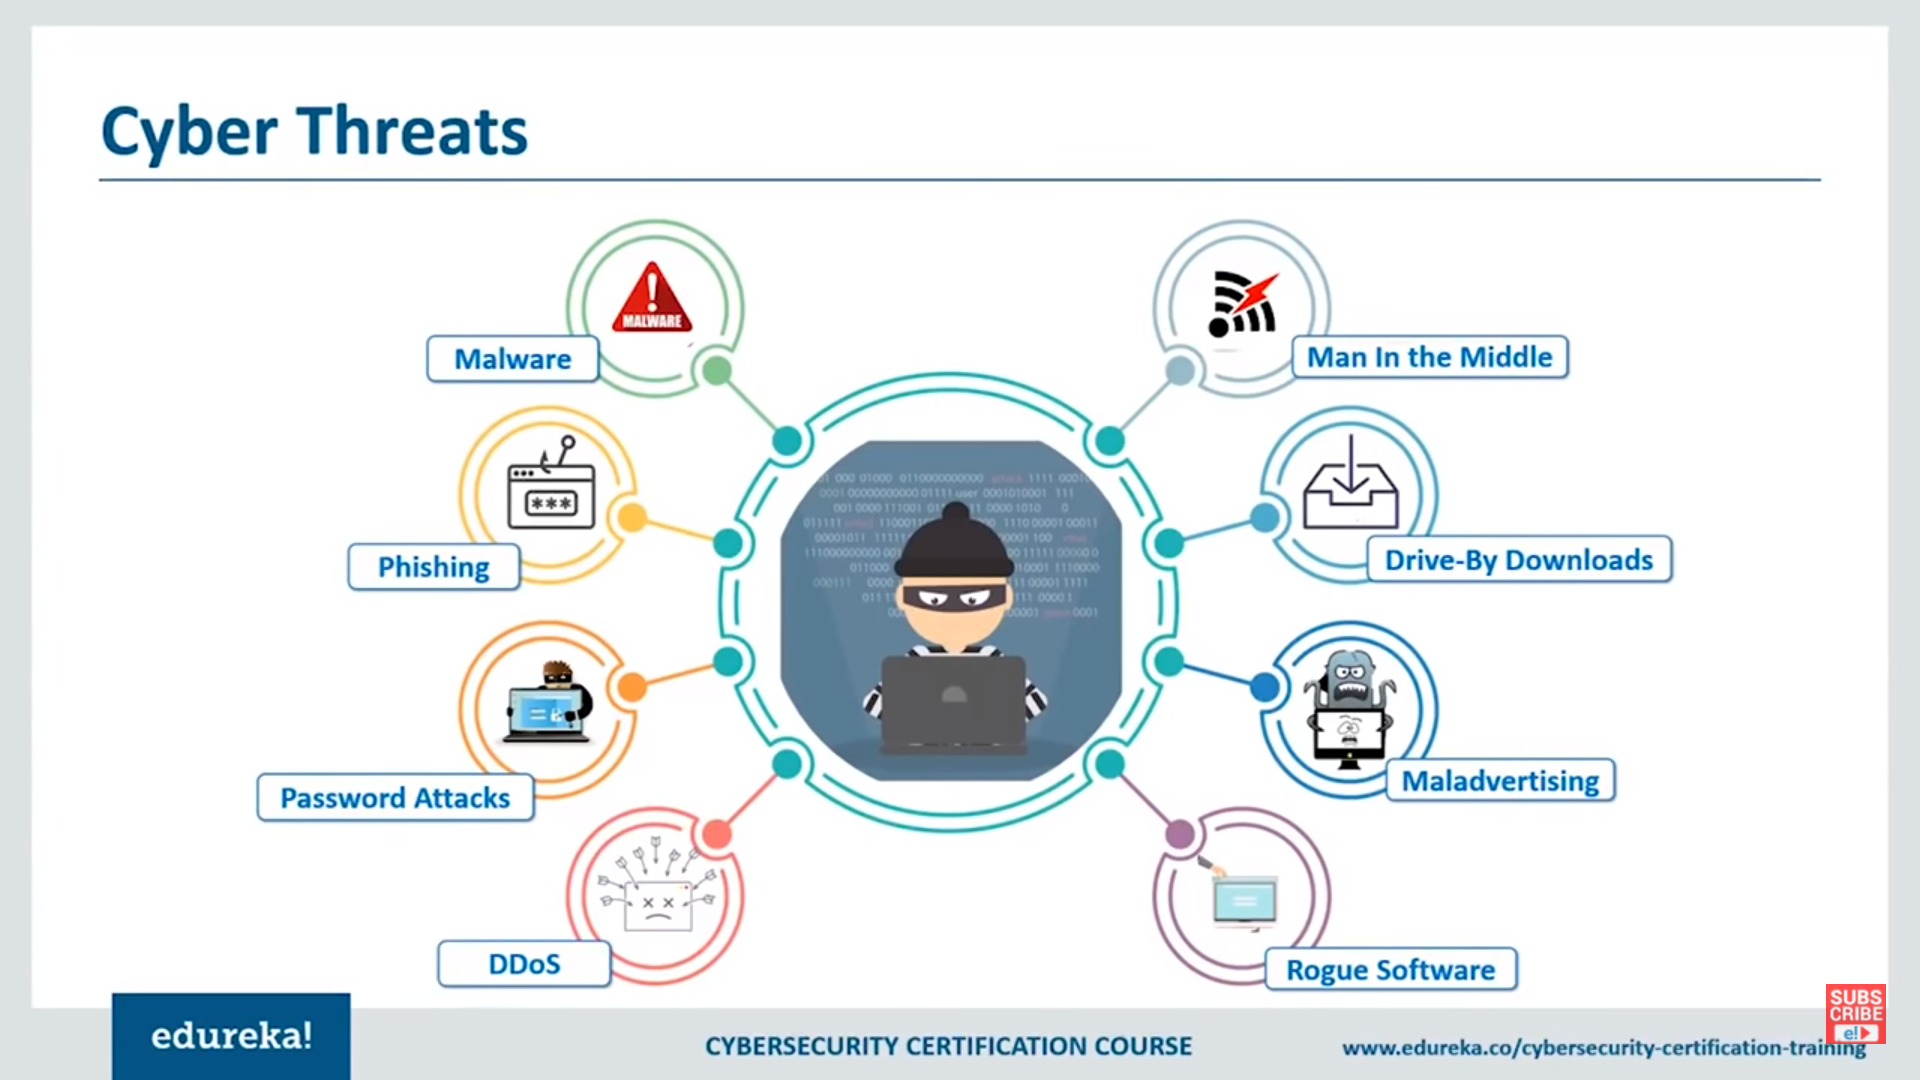 Cyber Threats
MALWARE
Malware
Man In the Middle
***
Phishing
Drive-By Downloads
Password Attacks
Maladvertising
DDoS
Rogue Software
edureka!
CYBERSECURITY CERTIFICATION COURSE
www.edureka.co/cybersecurity-certification-training
SUBS
CRIBE
e!